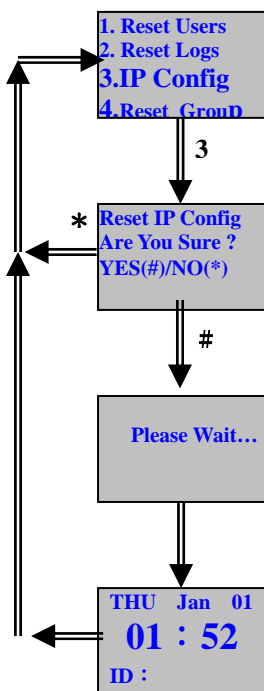 1. Reset Users
2. Reset Logs
3.IP Config
4.Reset Group
3
*
Reset IP Config
Are You Sure ?
YES(#)/NO(*)
#
Please Wait…
THU Jan 01
01 : 52
ID :